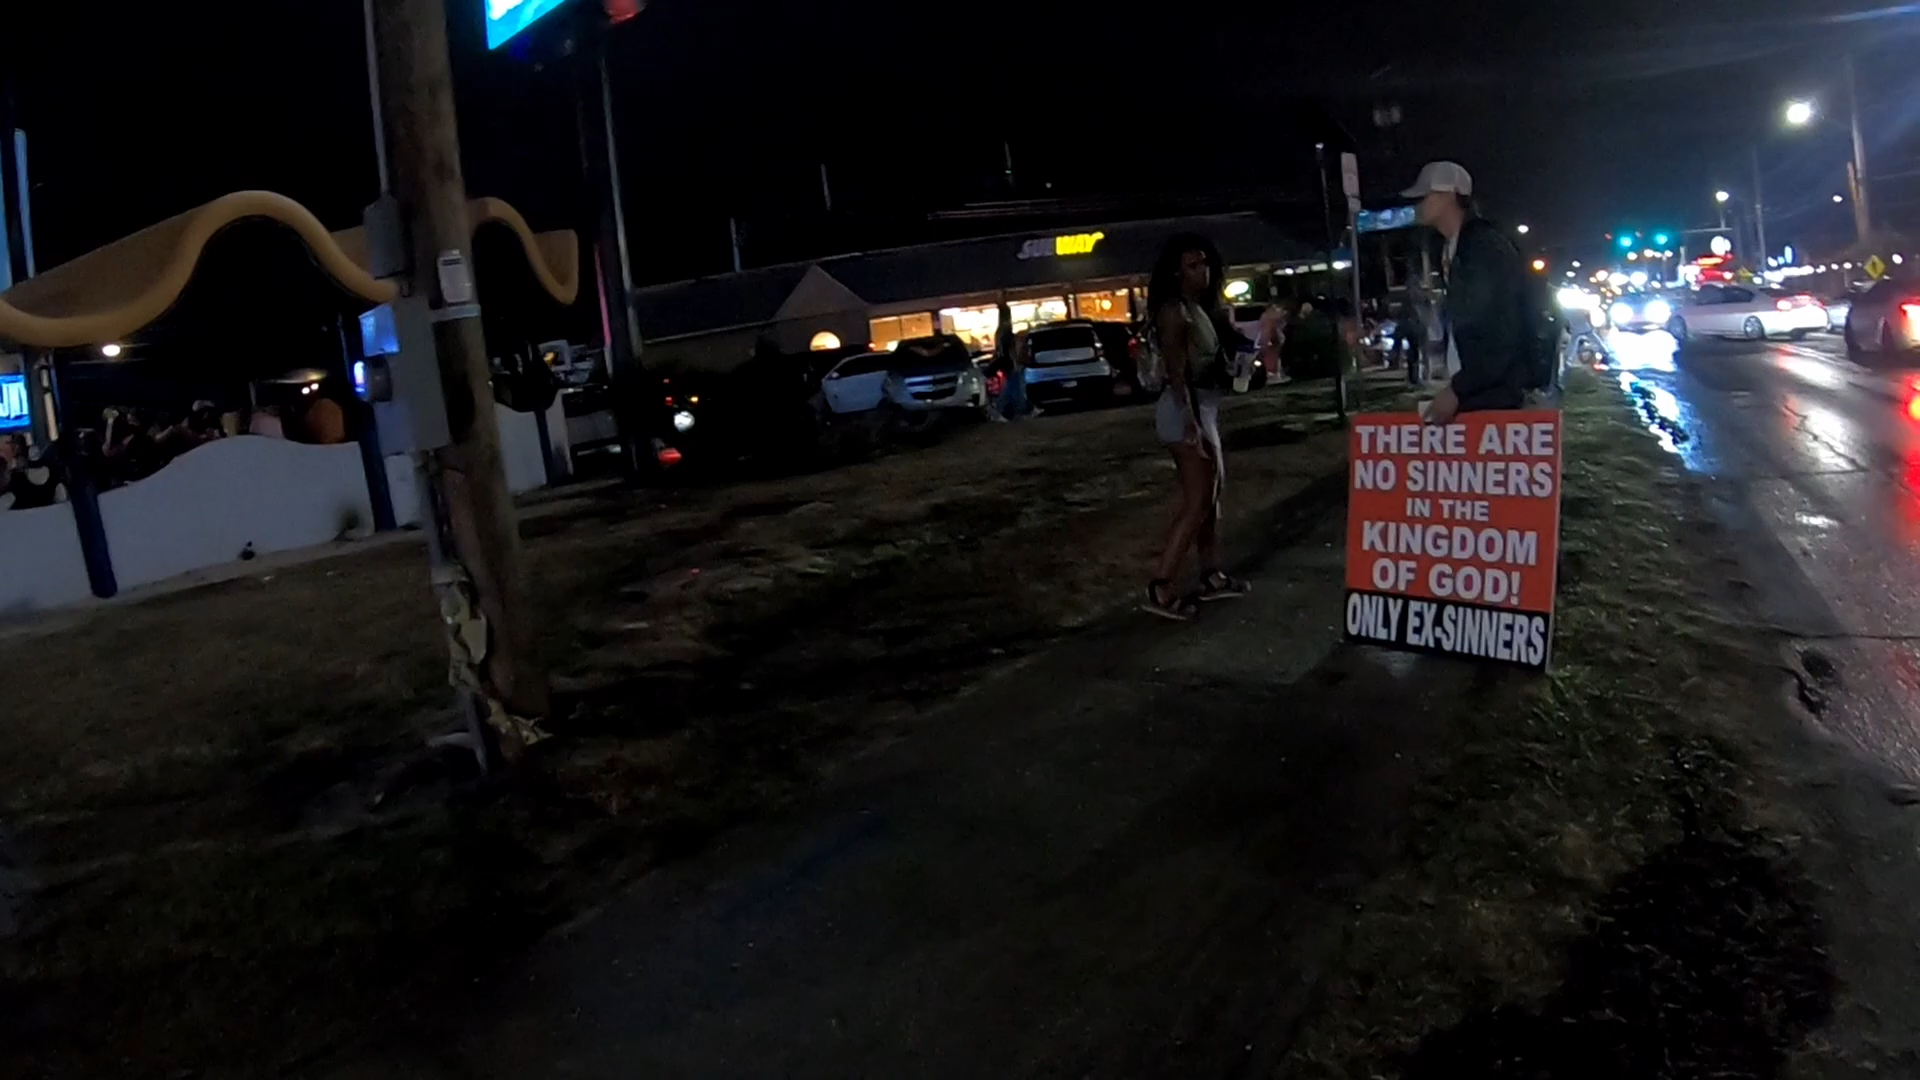 SUBWAY
THERE ARE
NO SINNERS
IN THE
KINGDOM
OF GOD!
ONLY EX-SINNERS